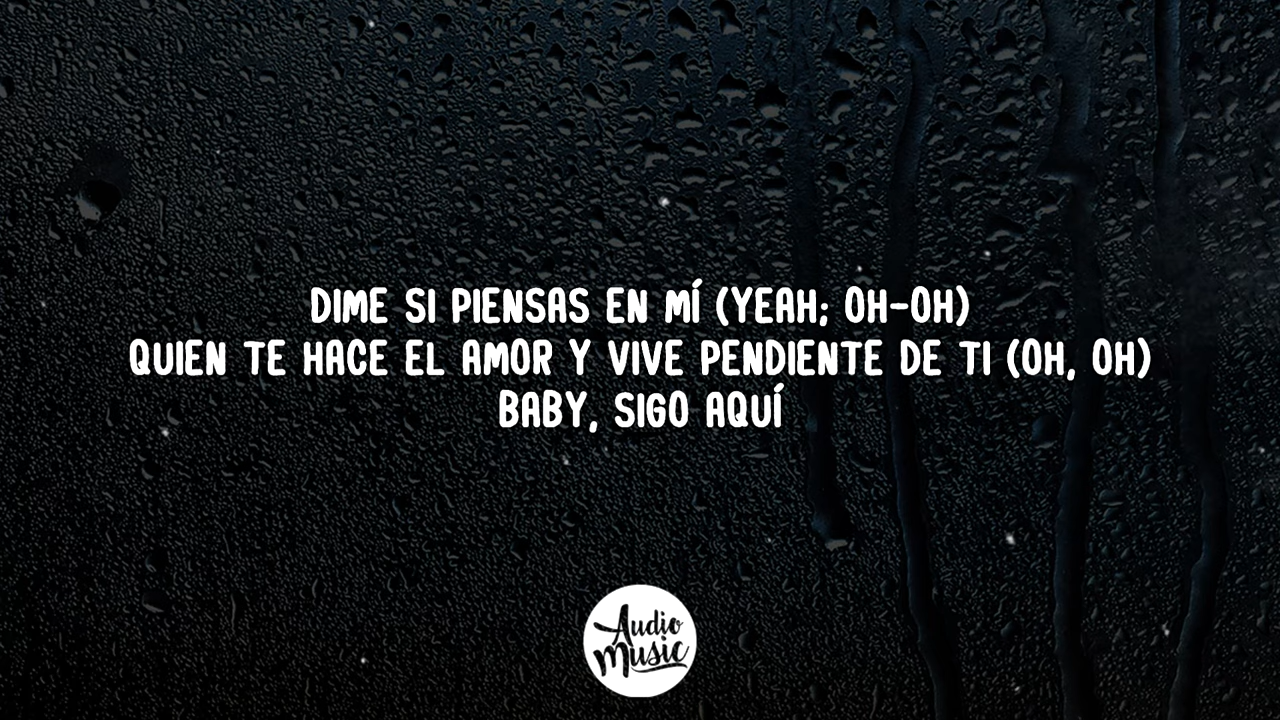 DIME SI PIENSAS EN MÍ (YEAH; OH-OH)
QUIEN TE HACE EL AMOR Y VIVE PENDIENTE DE TI (OH, OH)
BABY, SIGO AQUÍ
Audio
Music